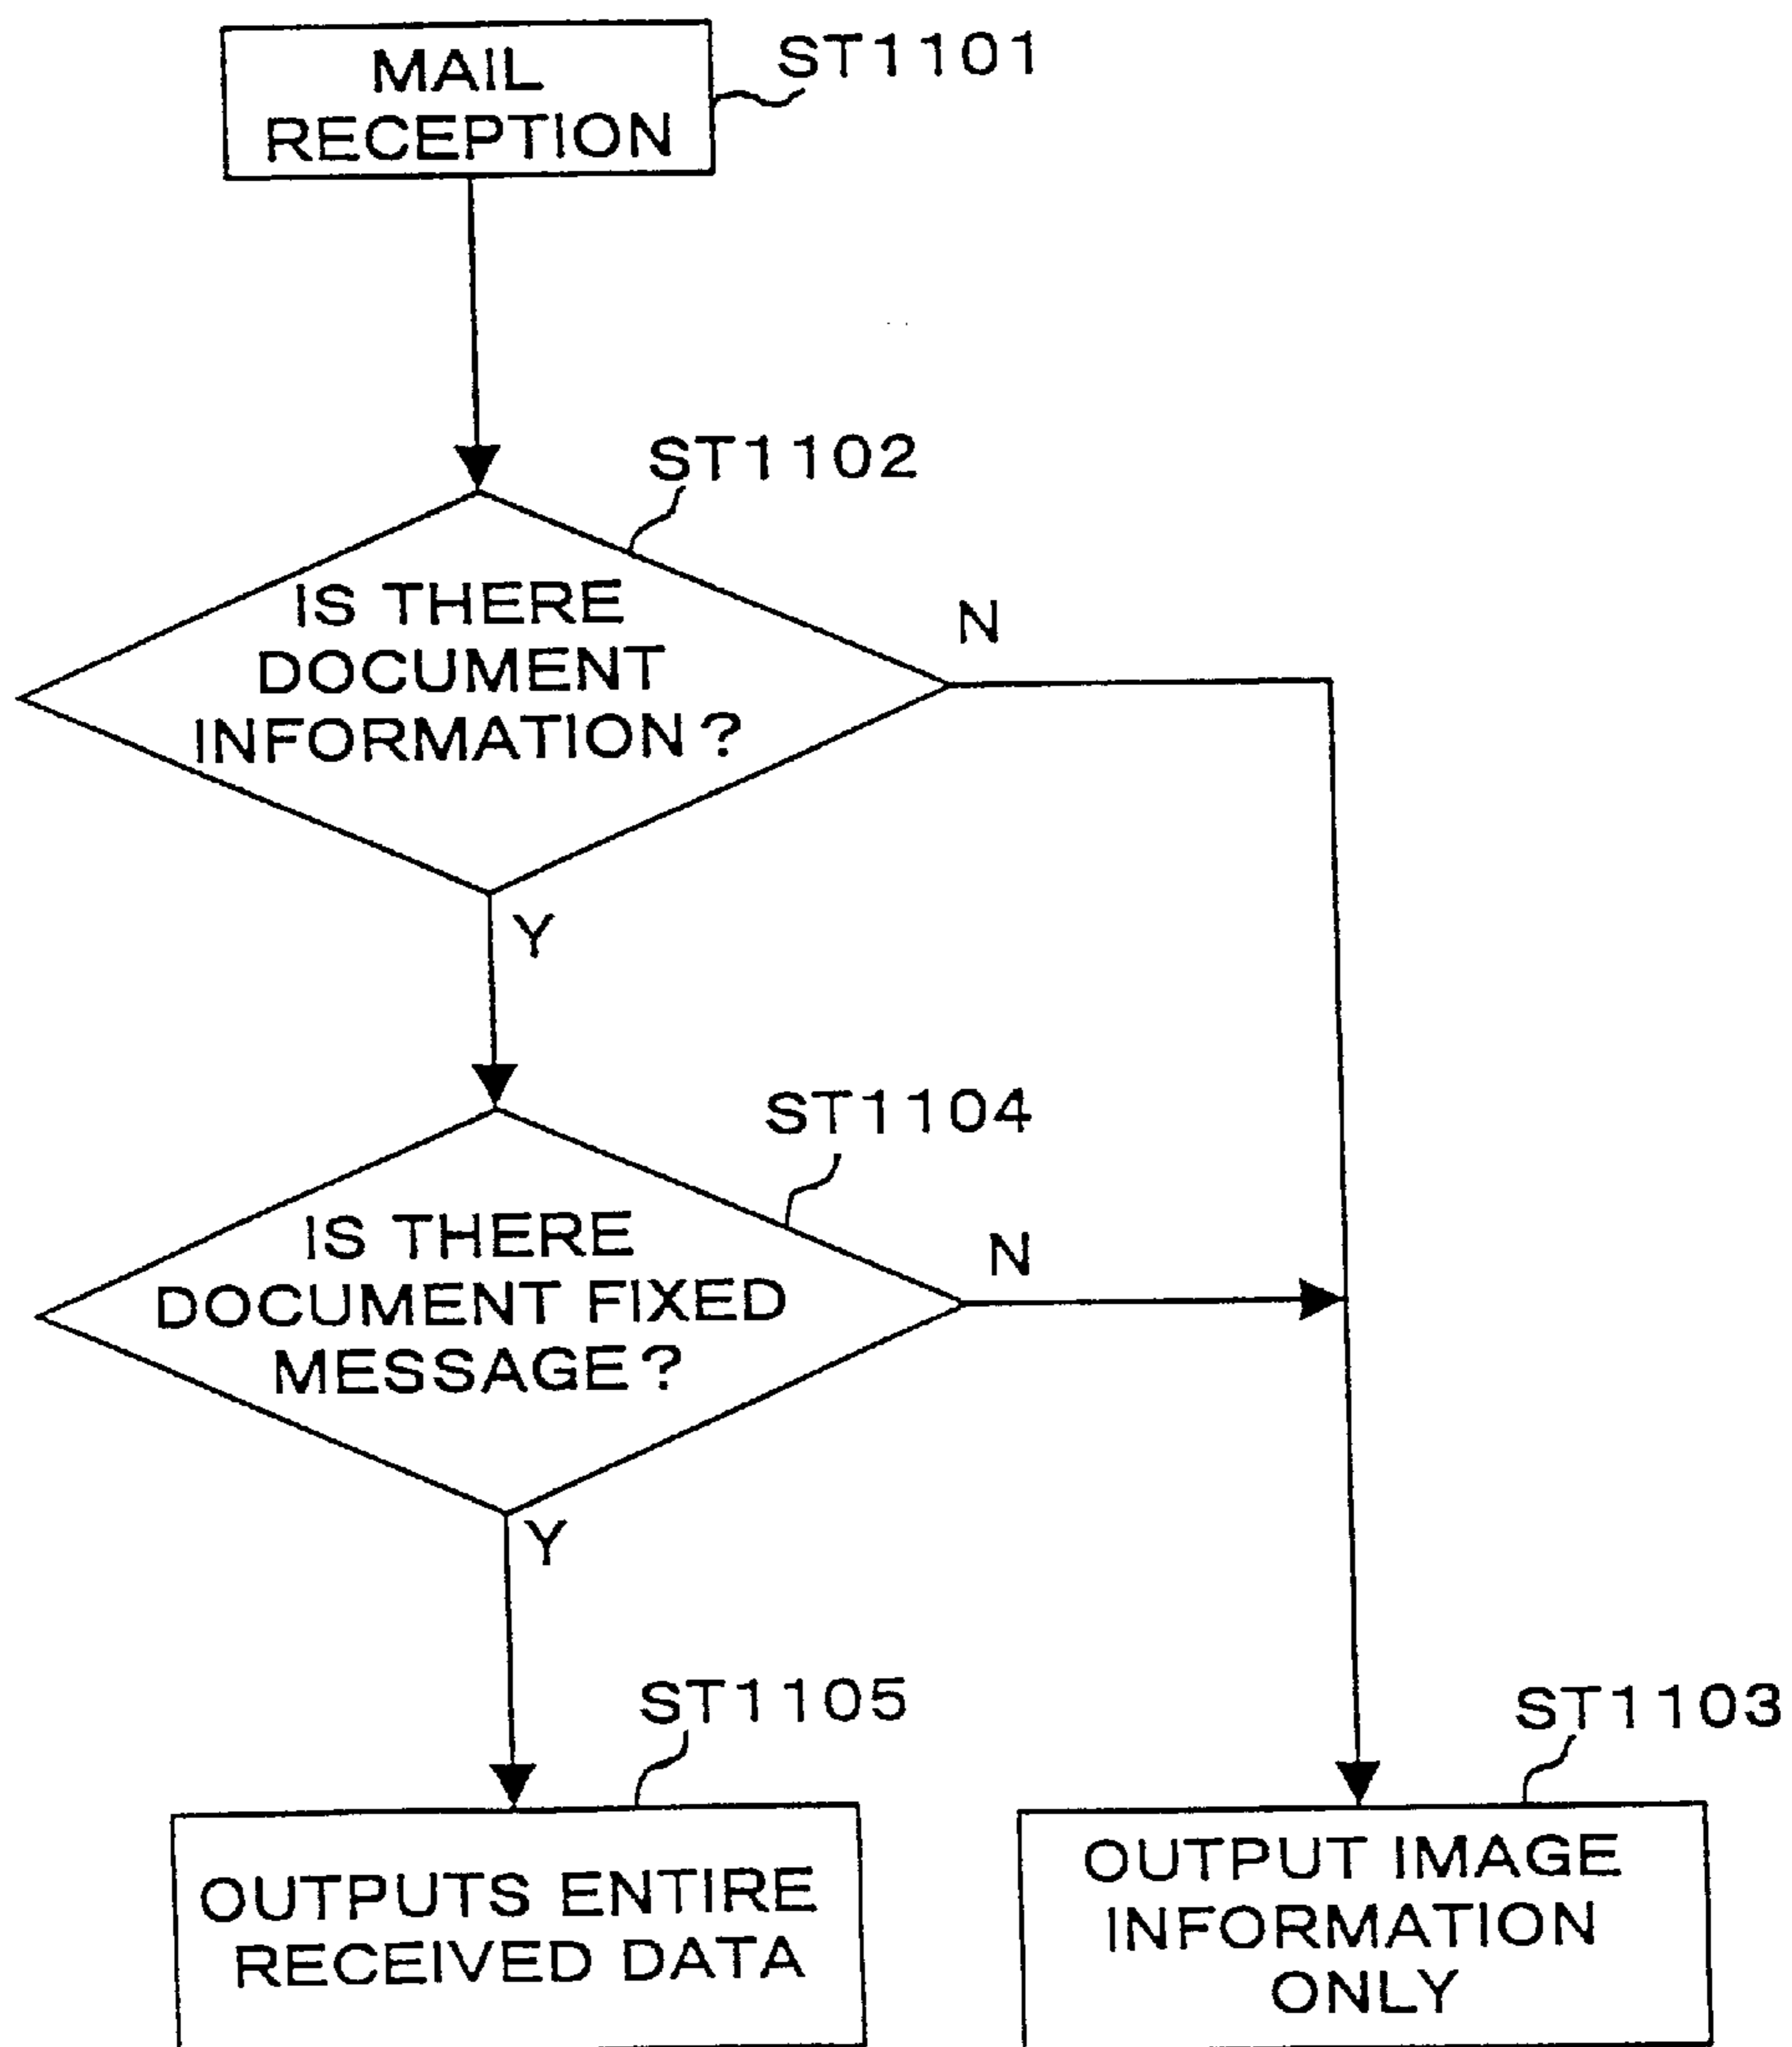 MAIL
RECEPTION
ST1101
ST1102
IS THERE
DOCUMENT
INFORMATION?
N
Y
ST1104
IS THERE
DOCUMENT FIXED
MESSAGE?
N
Y
ST1105
OUTPUTS ENTIRE
RECEIVED DATA
ST1103
OUTPUT IMAGE
INFORMATION
ONLY